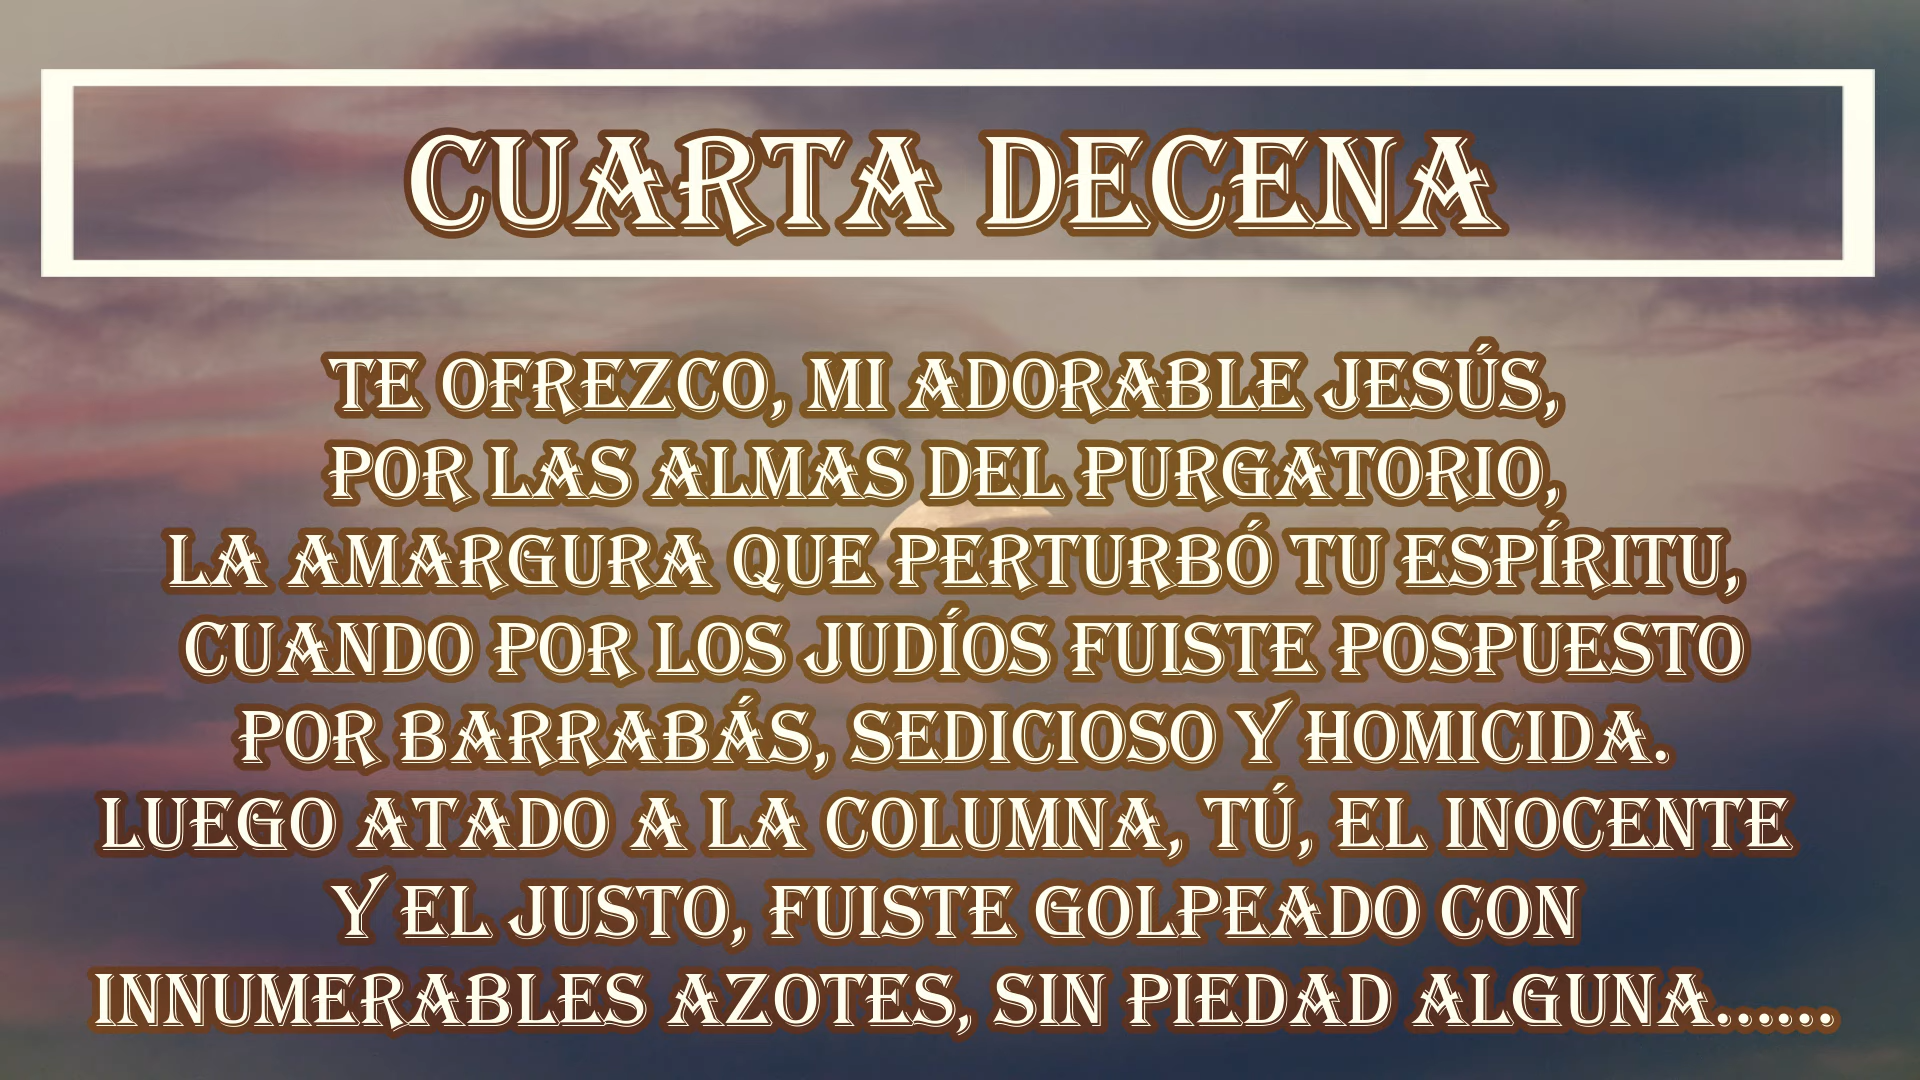 CUARTA DECENA
TE OFREZCO, MI ADORABLE JESÚS,
POR LAS ALMAS DEL PURGATORIO,
LA AMARGURA QUE PERTURBÓ TU ESPÍRITU,
CUANDO POR LOS JUDÍOS FUISTE POSPUESTO
POR BARRABÁS, SEDICIOSO Y HOMICIDA.
LUEGO ATADO A LA COLUMNA, TÚ, EL INOCENTE
Y EL JUSTO, FUISTE GOLPEADO CON
INNUMERABLES AZOTES, SIN PIEDAD ALGUNA......